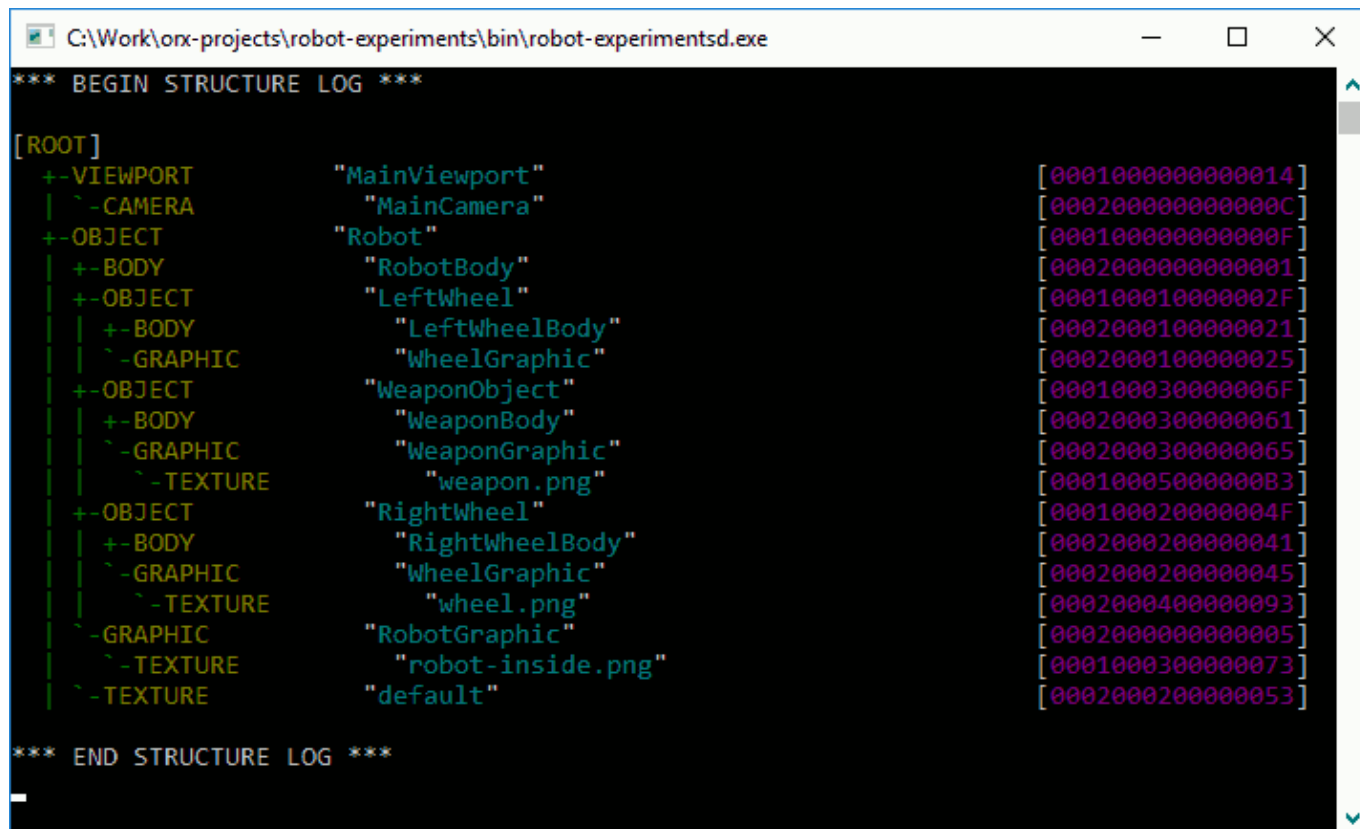 C:\Work\orx-projects\robot-experiments\bin\robot-experimentsd.exe
*** BEGIN STRUCTURE LOG ***
[ROOT]
+-VIEWPORT "MainViewport" [0001000000000014]
| `-CAMERA "MainCamera" [000200000000000C]
+-OBJECT "Robot" [000100000000000F]
| +-BODY "RobotBody" [0002000000000001]
| +-OBJECT "LeftWheel" [000100010000002F]
| | +-BODY "LeftWheelBody" [0002000100000021]
| | `-GRAPHIC "WheelGraphic" [0002000100000025]
| +-OBJECT "WeaponObject" [000100030000006F]
| | +-BODY "WeaponBody" [0002000300000061]
| | `-GRAPHIC "WeaponGraphic" [0002000300000065]
| | `-TEXTURE "weapon.png" [00010005000000B3]
| +-OBJECT "RightWheel" [000100020000004F]
| | +-BODY "RightWheelBody" [0002000200000041]
| | `-GRAPHIC "WheelGraphic" [0002000200000045]
| | `-TEXTURE "wheel.png" [0002000400000093]
| `-GRAPHIC "RobotGraphic" [0002000000000005]
| `-TEXTURE "robot-inside.png" [0001000300000073]
| `-TEXTURE "default" [0002000200000053]
*** END STRUCTURE LOG ***